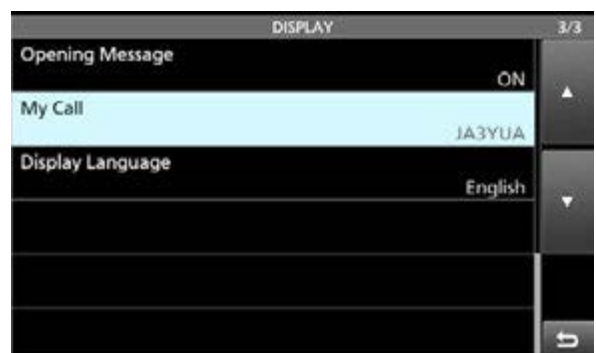 DISPLAY 3/3
Opening Message
ON
My Call
JA3YUA
Display Language
English